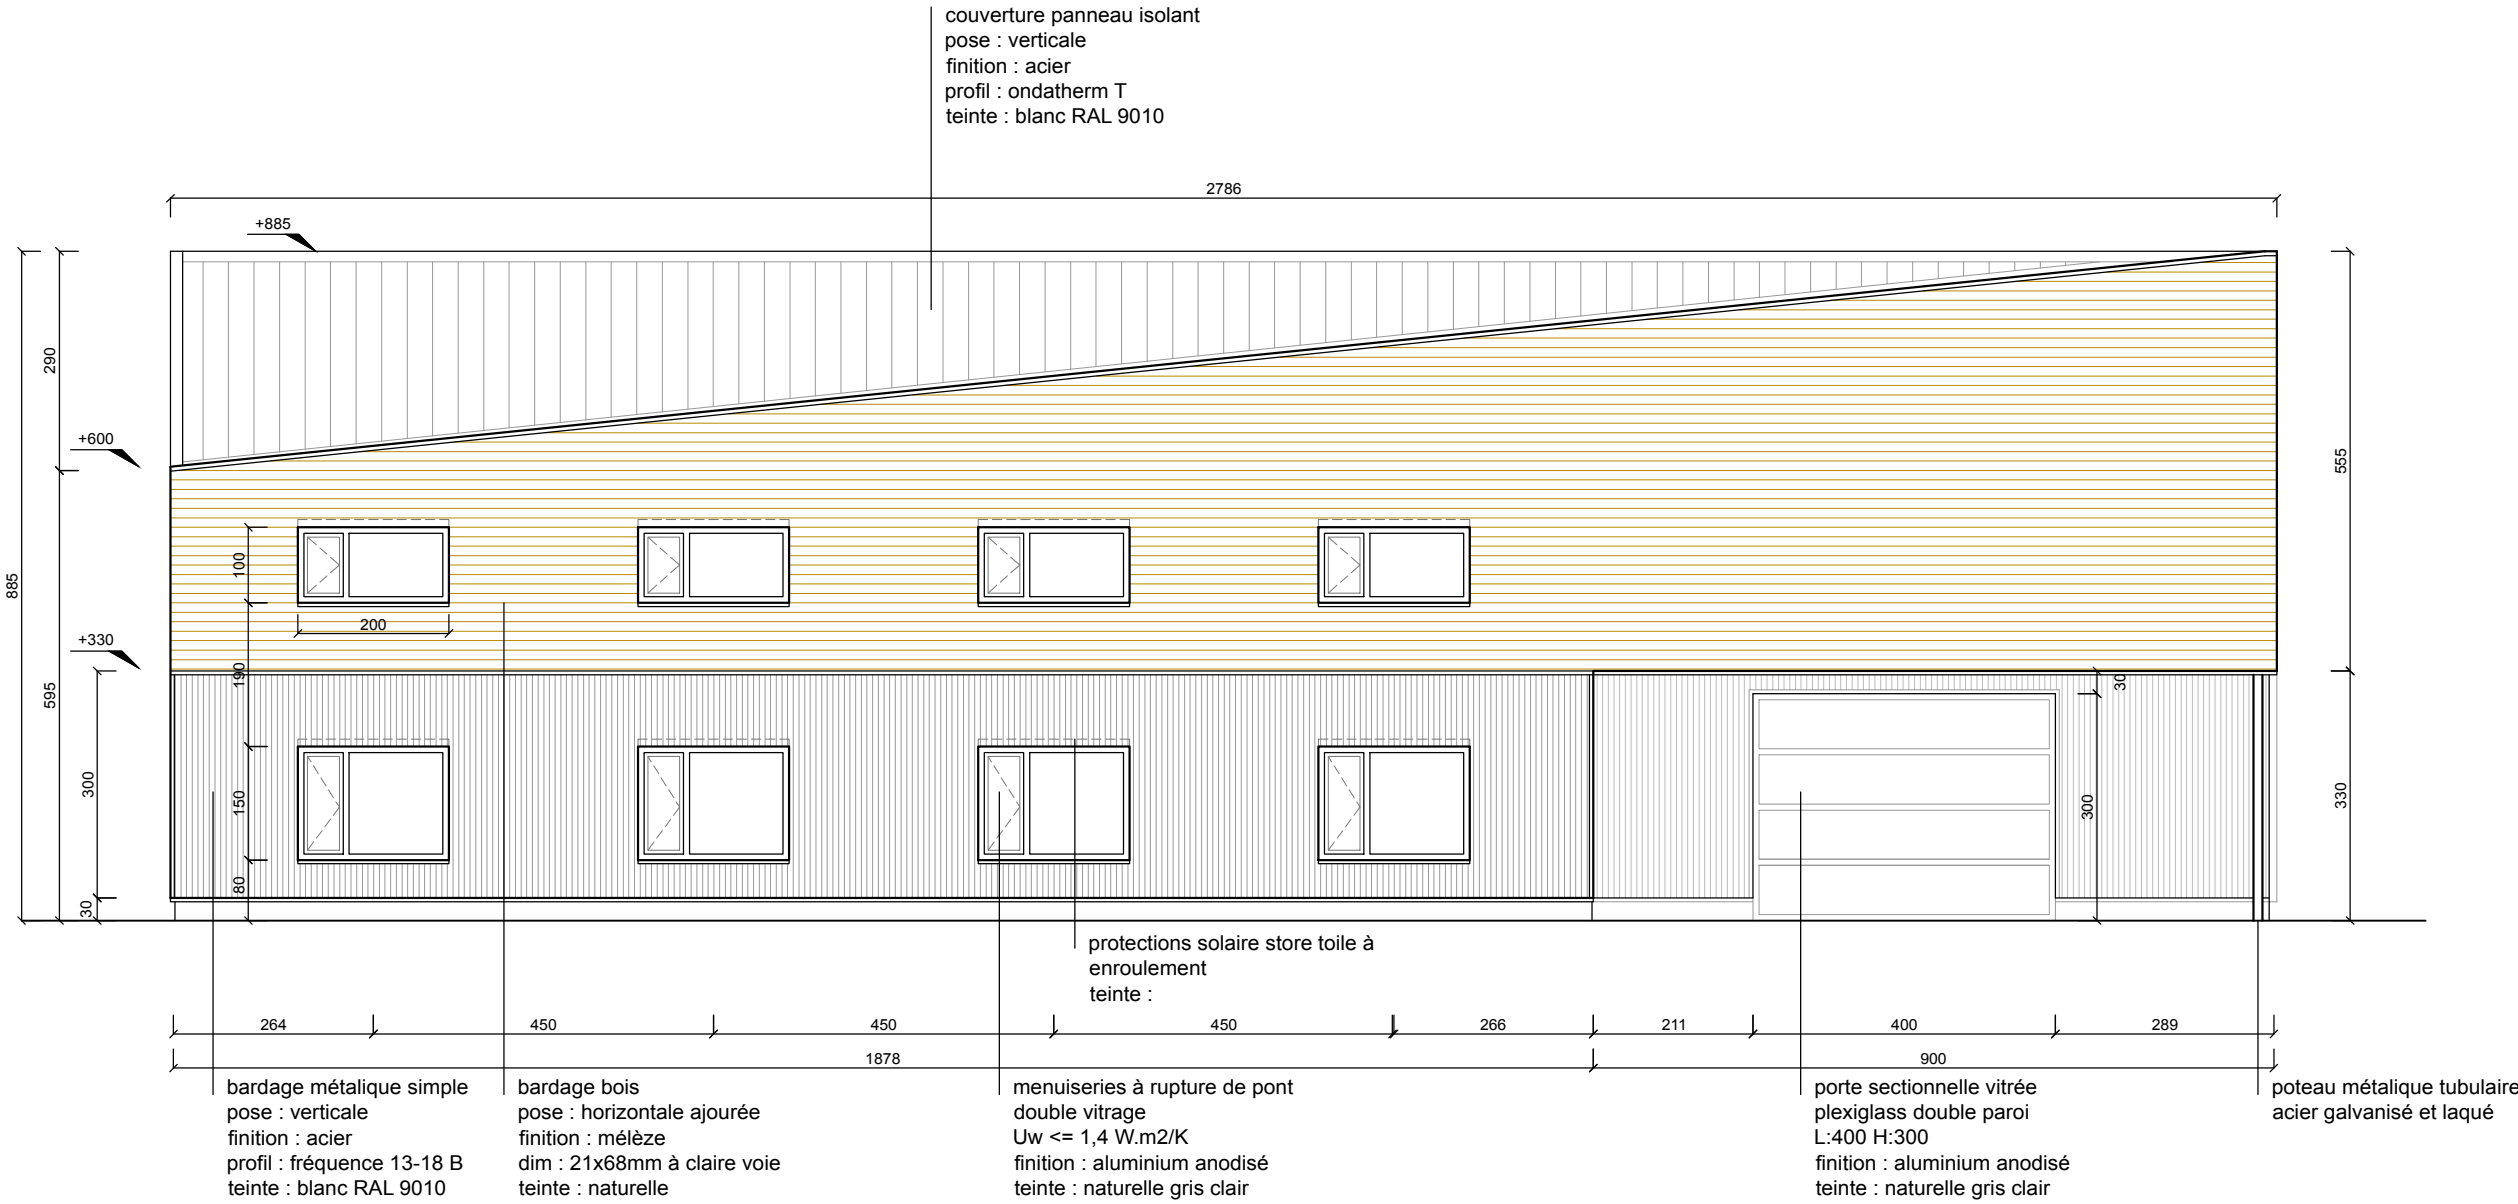 couverture panneau isolant
pose : verticale
finition : acier
profil : ondatherm T
teinte : blanc RAL 9010
2786
+885
290
+600
555
100
885
200
+330
190
30
595
300
150
300
330
80
30
protections solaire store toile à
enroulement
teinte :
264
450
450
450
266
211
400
289
1878
900
bardage métalique simple
pose : verticale
finition : acier
profil : fréquence 13-18 B
teinte : blanc RAL 9010
bardage bois
pose : horizontale ajourée
finition : mélèze
dim : 21x68mm à claire voie
teinte : naturelle
menuiseries à rupture de pont
double vitrage
Uw <= 1,4 W.m2/K
finition : aluminium anodisé
teinte : naturelle gris clair
porte sectionnelle vitrée
plexiglass double paroi
L:400 H:300
finition : aluminium anodisé
teinte : naturelle gris clair
poteau métalique tubulaire
acier galvanisé et laqué